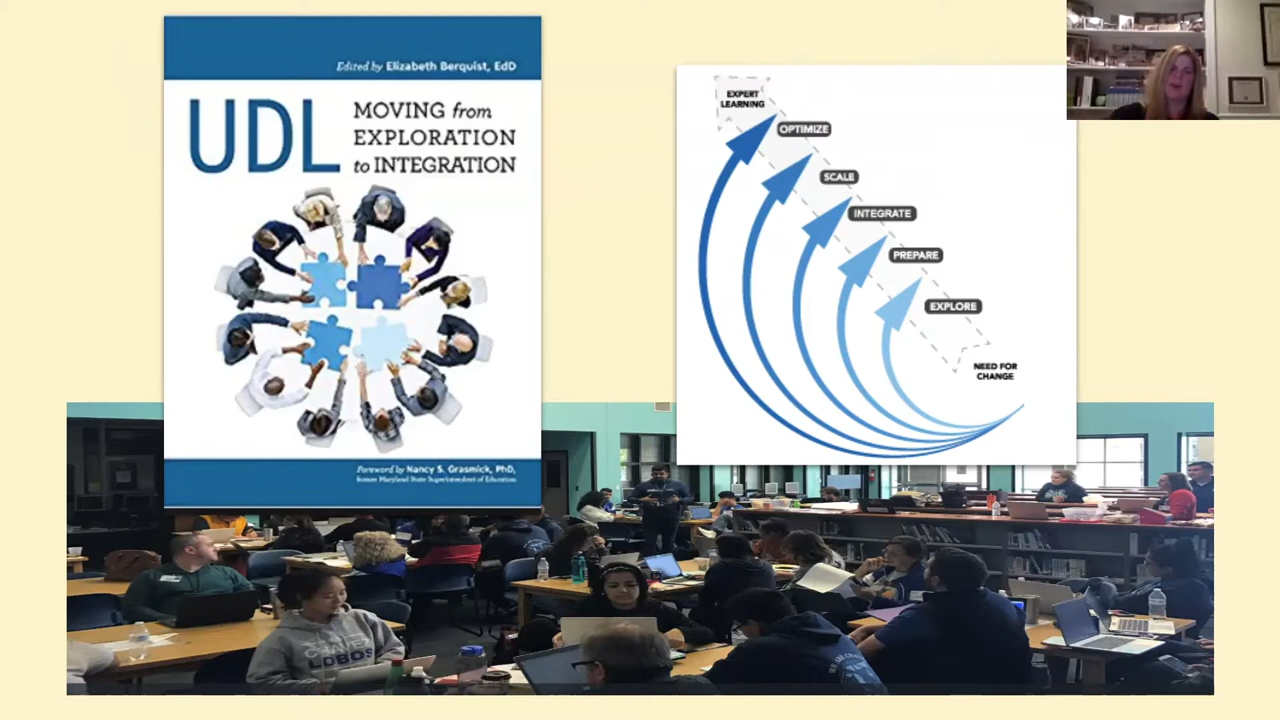 Edited by Elizabeth Berquist, EdD
UDL
MOVING from
EXPLORATION
to INTEGRATION
Foreword by Nancy S. Grasmick, PhD,
former Maryland State Superintendent of Education
EXPERT
LEARNING
OPTIMIZE
SCALE
INTEGRATE
PREPARE
EXPLORE
NEED FOR
CHANGE
LOBOS